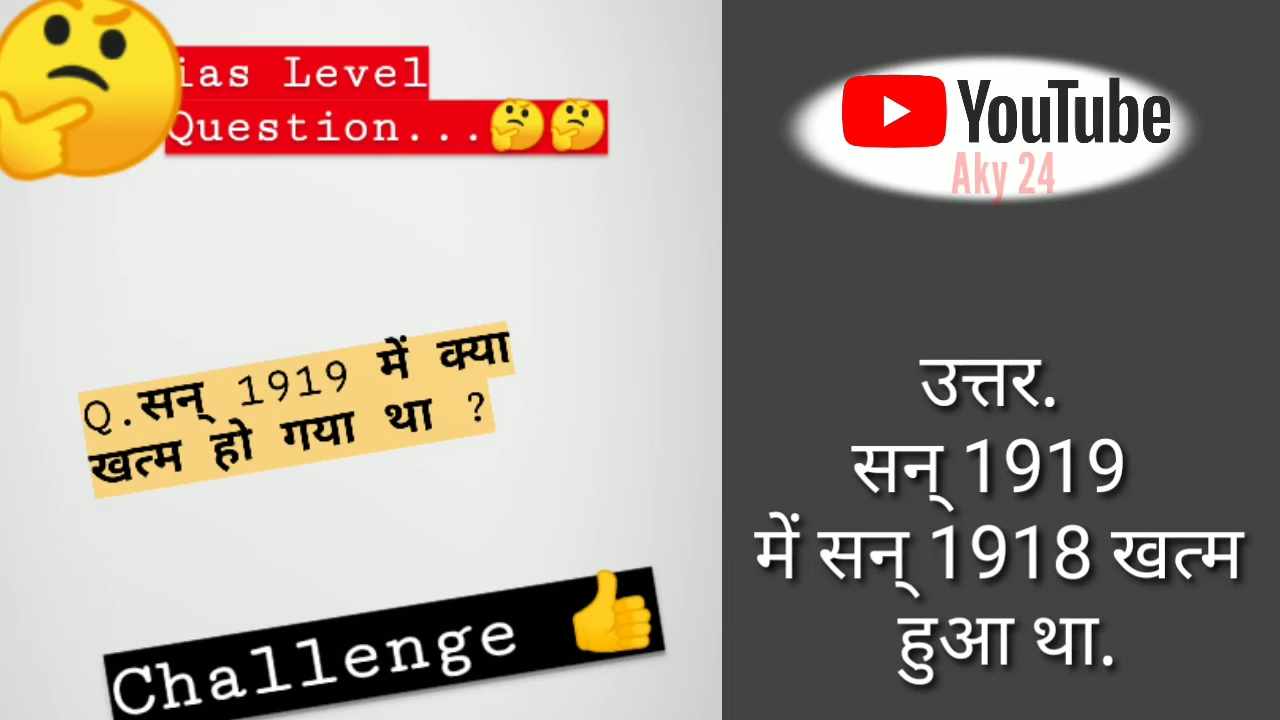 ias Level
Question...🤔🤔
Q.सन् 1919 में क्या
खत्म हो गया था ?
Challenge 👍
YouTube
Aky 24
उत्तर.
सन् 1919
में सन् 1918 खत्म
हुआ था.